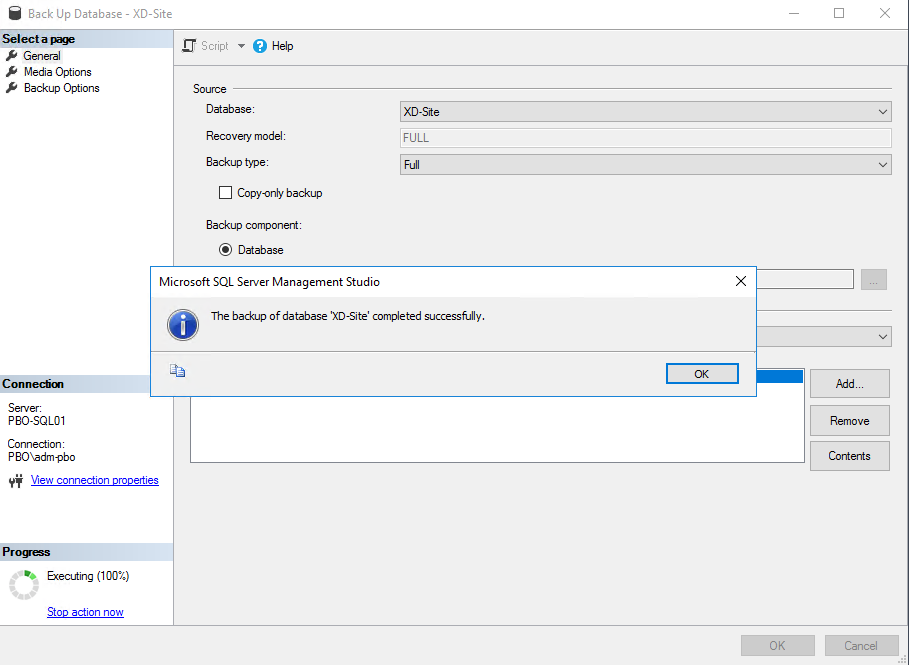 Back Up Database - XD-Site
Select a page
General
Media Options
Backup Options
Script
Help
Source
Database:
XD-Site
Recovery model:
FULL
Backup type:
Full
Copy-only backup
Backup component:
Database
...
Microsoft SQL Server Management Studio
The backup of database 'XD-Site' completed successfully.
OK
Add...
Remove
Contents
Connection
Server:
PBO-SQL01
Connection:
PBO\adm-pbo
View connection properties
Progress
Executing (100%)
Stop action now
OK
Cancel